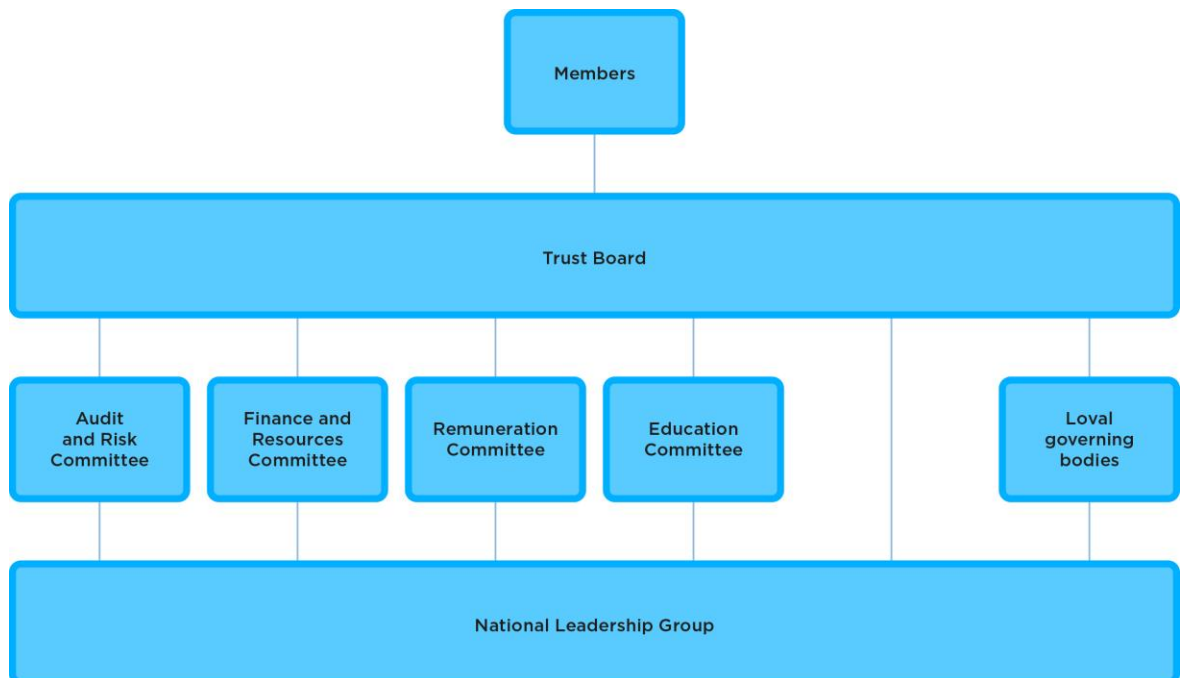 Members
Trust Board
Audit
and Risk
Committee
Finance and
Resources
Committee
Remuneration
Committee
Education
Committee
Loval
governing
bodies
National Leadership Group